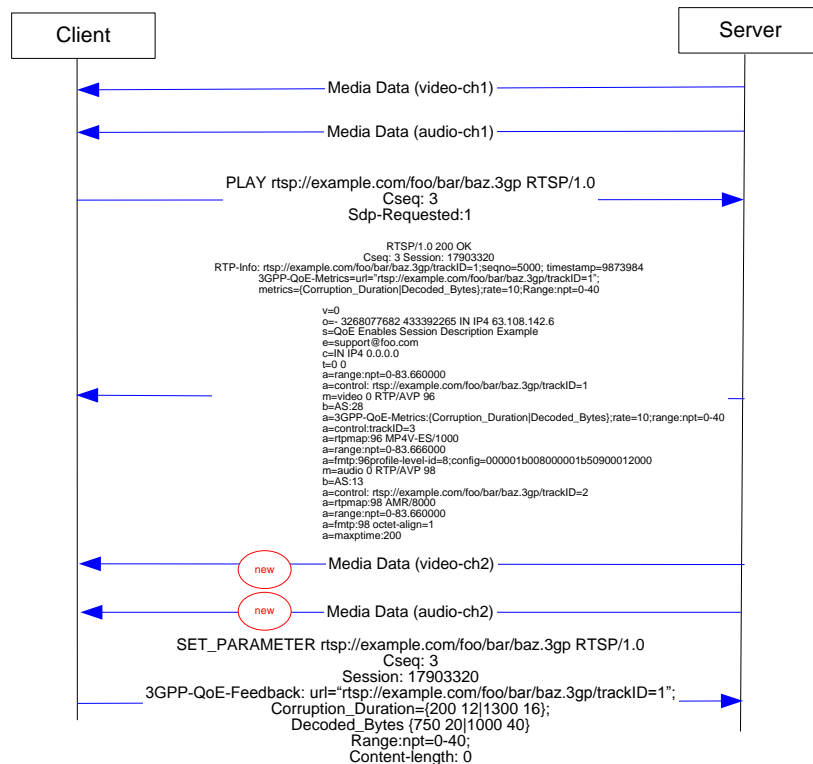 Client
Server
Media Data (video-ch1)
Media Data (audio-ch1)
PLAY rtsp://example.com/foo/bar/baz.3gp RTSP/1.0
Cseq: 3
Sdp-Requested:1
RTSP/1.0 200 OK
Cseq: 3 Session: 17903320
RTP-Info: rtsp://example.com/foo/bar/baz.3gp/trackID=1;seqno=5000; timestamp=9873984
3GPP-QoE-Metrics=url="rtsp://example.com/foo/bar/baz.3gp/trackID=1";
metrics={Corruption_Duration|Decoded_Bytes};rate=10;Range:npt=0-40
v=0
o=- 3268077682 433392265 IN IP4 63.108.142.6
s=QoE Enables Session Description Example
e=support@foo.com
c=IN IP4 0.0.0.0
t=0 0
a=range:npt=0-83.660000
a=control: rtsp://example.com/foo/bar/baz.3gp/trackID=1
m=video 0 RTP/AVP 96
b=AS:28
a=3GPP-QoE-Metrics:{Corruption_Duration|Decoded_Bytes};rate=10;range:npt=0-40
a=control:trackID=3
a=rtpmap:96 MP4V-ES/1000
a=range:npt=0-83.666000
a=fmtp:96profile-level-id=8;config=000001b008000001b50900012000
m=audio 0 RTP/AVP 98
b=AS:13
a=control: rtsp://example.com/foo/bar/baz.3gp/trackID=2
a=rtpmap:98 AMR/8000
a=range:npt=0-83.660000
a=fmtp:98 octet-align=1
a=maxptime:200
new
Media Data (video-ch2)
new
Media Data (audio-ch2)
SET_PARAMETER rtsp://example.com/foo/bar/baz.3gp RTSP/1.0
Cseq: 3
Session: 17903320
3GPP-QoE-Feedback: url=“rtsp://example.com/foo/bar/baz.3gp/trackID=1”;
Corruption_Duration={200 12|1300 16};
Decoded_Bytes {750 20|1000 40}
Range:npt=0-40;
Content-length: 0